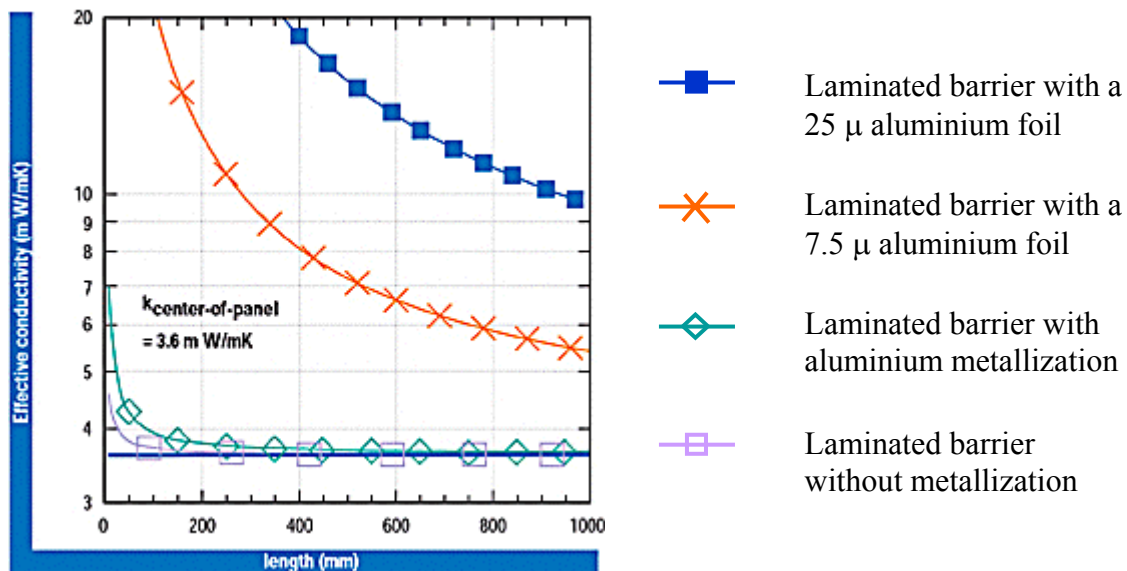 Effective conductivity (m W/mK)
20
10
9
8
7
6
5
4
3
k center-of-panel
= 3.6 m W/mK
0 200 400 600 800 1000
length (mm)
Laminated barrier with a
25 µ aluminium foil
Laminated barrier with a
7.5 µ aluminium foil
Laminated barrier with
aluminium metallization
Laminated barrier
without metallization